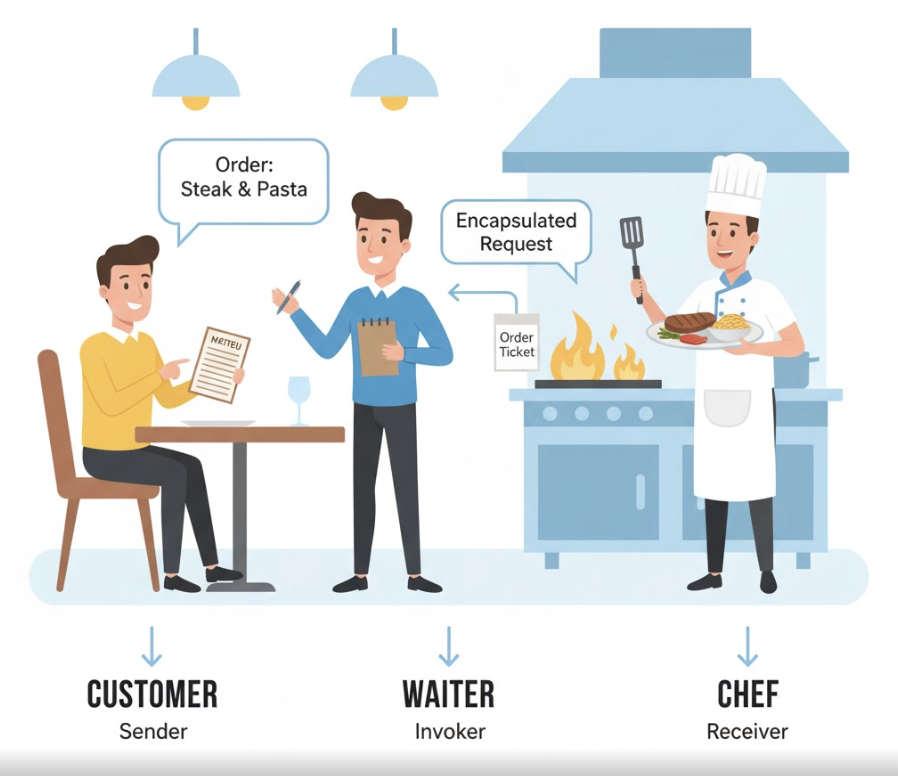 Order:
Steak & Pasta
Encapsulated
Request
Order
Ticket
CUSTOMER
Sender
WAITER
Invoker
CHEF
Receiver